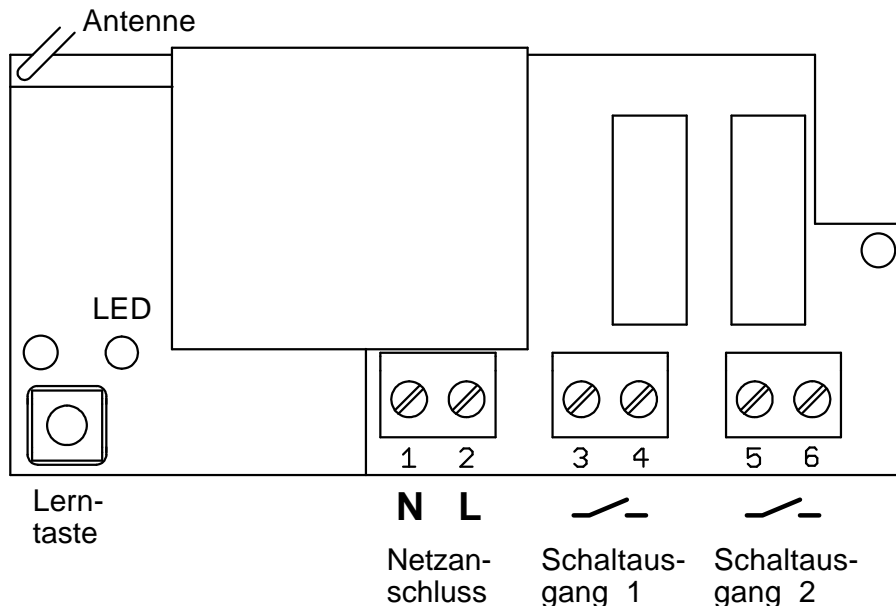 Antenne
LED
1 2 3 4 5 6
Lern-
taste
N L
Netzan-
schluss
Schaltaus-
gang 1
Schaltaus-
gang 2